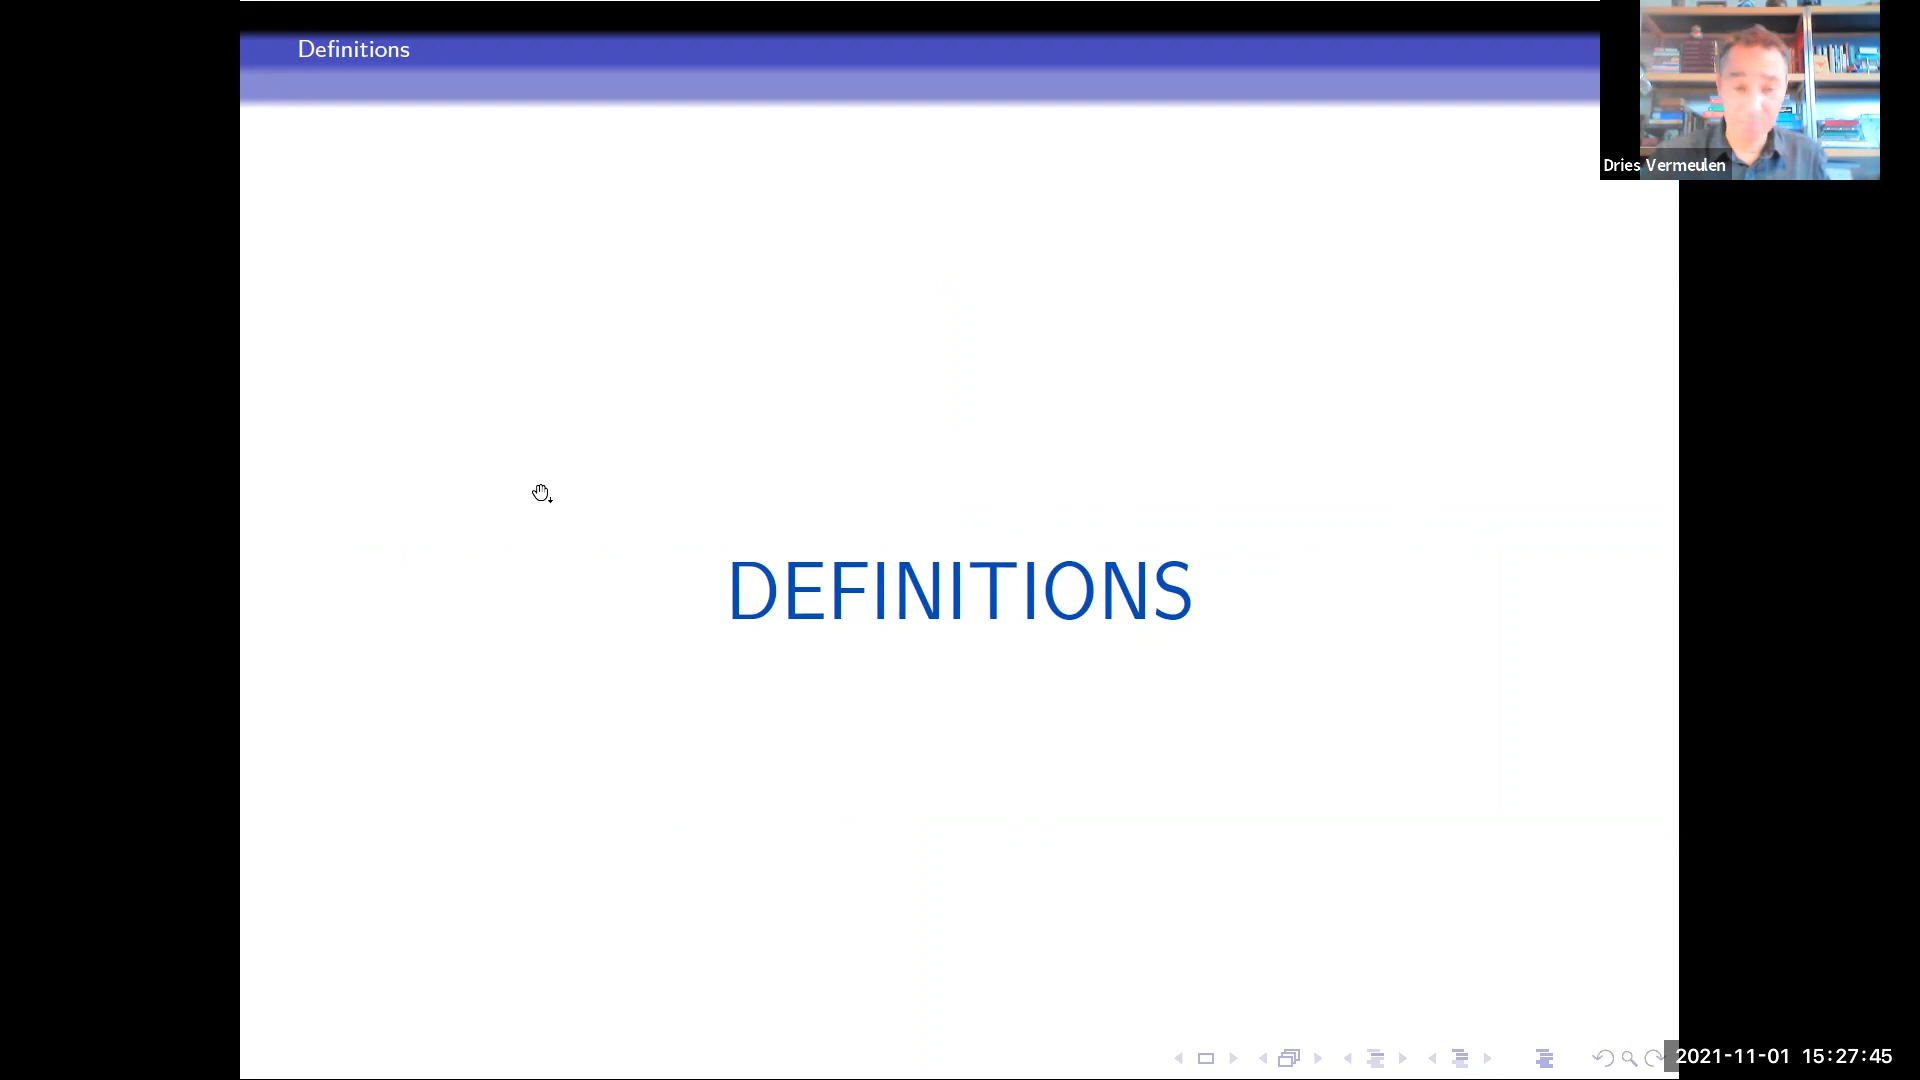 Definitions
Dries Vermeulen
DEFINITIONS
2021-11-01 15:27:45